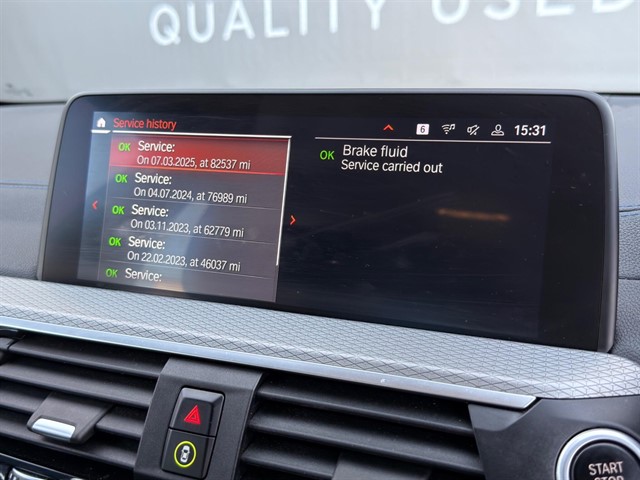 QUALITY USED
Service history
6
15:31
OK Service:
On 07.03.2025, at 82537 mi
OK Service:
On 04.07.2024, at 76989 mi
OK Service:
On 03.11.2023, at 62779 mi
OK Service:
On 22.02.2023, at 46037 mi
OK Service:
OK Brake fluid
Service carried out
START
STOP